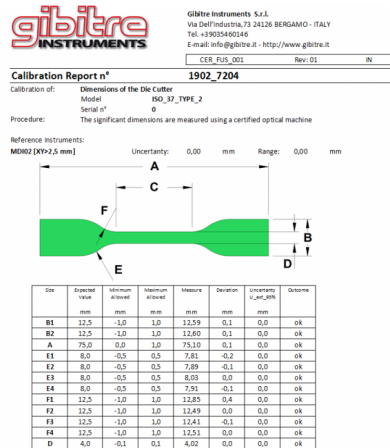 gibitre
INSTRUMENTS
Gibitre Instruments S.r.l.
Via Dell'Industria,73 24126 BERGAMO - ITALY
Tel. +39035460146
E-mail: info@gibitre.it - http://www.gibitre.it
CER_FUS_001 Rev: 01 IN
Calibration Report n° 1902_7204
Calibration of: Dimensions of the Die Cutter
Model ISO_37_TYPE_2
Serial n° 0
Procedure: The significant dimensions are measured using a certified optical machine
Reference Instruments:
MDI02 [XY>2,5 mm] Uncertainty: 0,00 mm Range: 0,00 mm
A
C
F
B
D
E
Size Expected Value Minimum Allowed Maximum Allowed Measure Deviation Uncertainty U_ext_95% Outcome
mm mm mm mm mm mm
B1 12,5 -1,0 1,0 12,59 0,1 0,0 ok
B2 12,5 -1,0 1,0 12,60 0,1 0,0 ok
A 75,0 0,0 1,0 75,10 0,1 0,0 ok
E1 8,0 -0,5 0,5 7,81 -0,2 0,0 ok
E2 8,0 -0,5 0,5 7,89 -0,1 0,0 ok
E3 8,0 -0,5 0,5 8,03 0,0 0,0 ok
E4 8,0 -0,5 0,5 7,91 -0,1 0,0 ok
F1 12,5 -1,0 1,0 12,85 0,4 0,0 ok
F2 12,5 -1,0 1,0 12,49 0,0 0,0 ok
F3 12,5 -1,0 1,0 12,41 -0,1 0,0 ok
F4 12,5 -1,0 1,0 12,51 0,0 0,0 ok
D 4,0 -0,1 0,1 4,02 0,0 0,0 ok